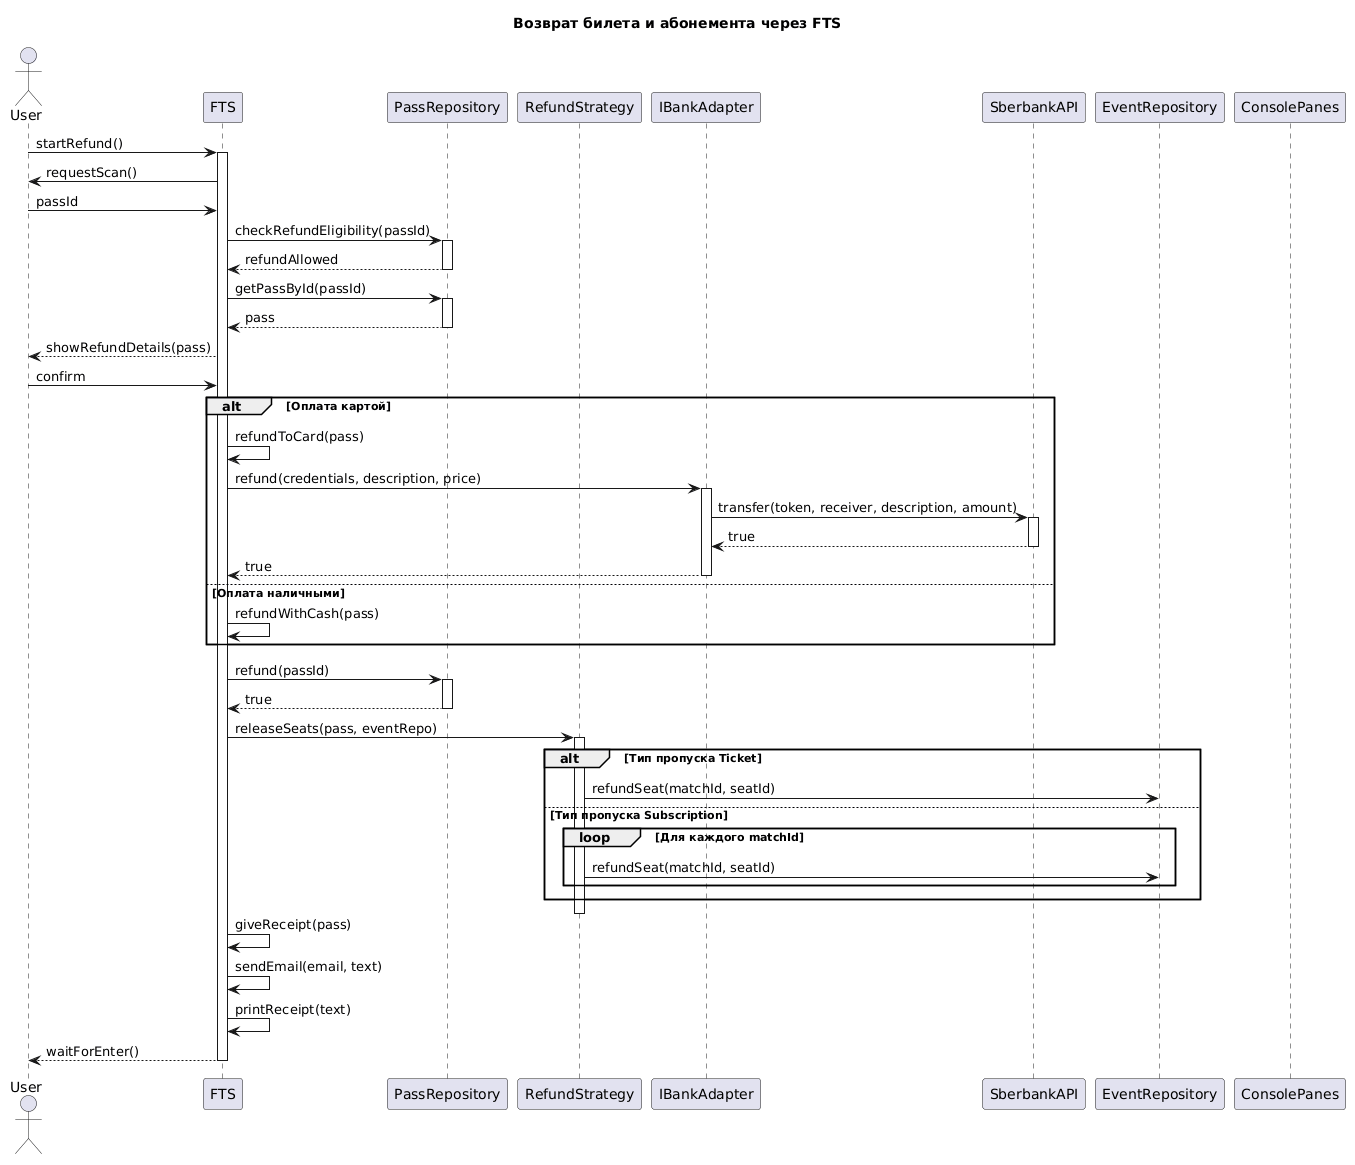 Возврат билета и абонемента через FTS
User
FTS
PassRepository
RefundStrategy
IBankAdapter
SberbankAPI
EventRepository
ConsolePanes
startRefund()
requestScan()
passId
checkRefundEligibility(passId)
refundAllowed
getPassById(passId)
pass
showRefundDetails(pass)
confirm
alt [Оплата картой]
refundToCard(pass)
refund(credentials, description, price)
transfer(token, receiver, description, amount)
true
true
[Оплата наличными]
refundWithCash(pass)
refund(passId)
true
releaseSeats(pass, eventRepo)
alt [Тип пропуска Ticket]
refundSeat(matchId, seatId)
[Тип пропуска Subscription]
loop [Для каждого matchId]
refundSeat(matchId, seatId)
giveReceipt(pass)
sendEmail(email, text)
printReceipt(text)
waitForEnter()
User
FTS
PassRepository
RefundStrategy
IBankAdapter
SberbankAPI
EventRepository
ConsolePanes